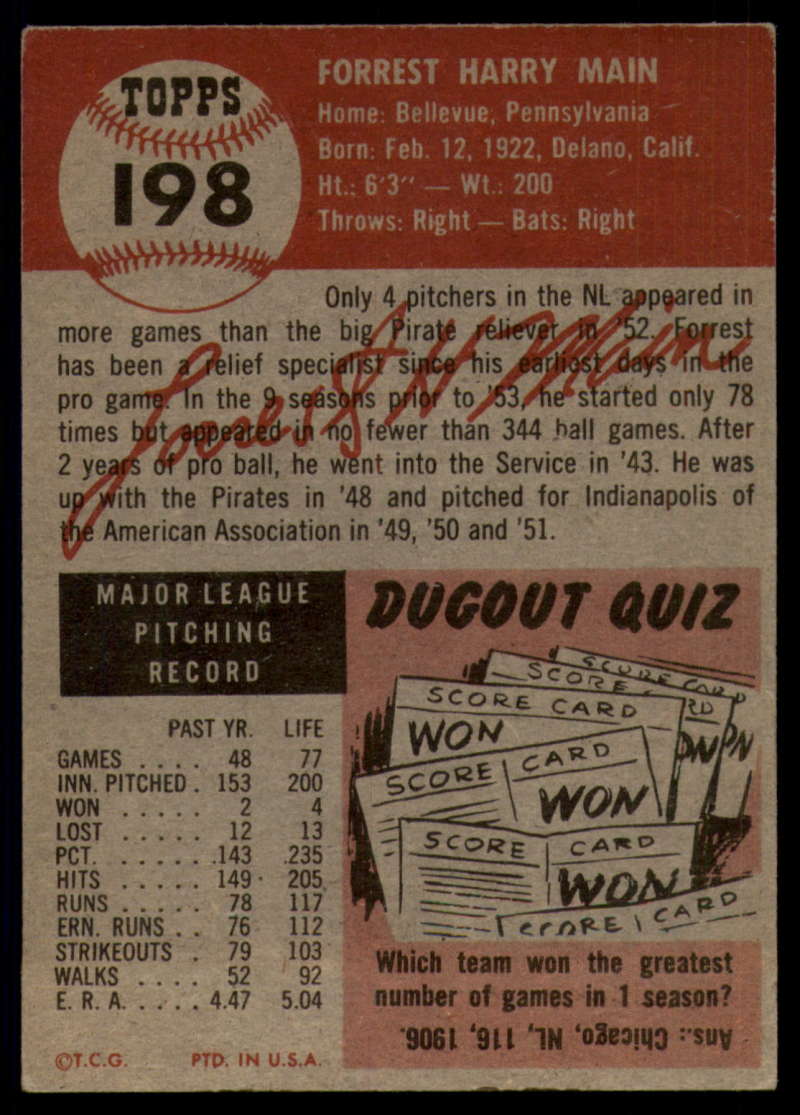 TOPPS
198
FORREST HARRY MAIN
Home: Bellevue, Pennsylvania
Born: Feb. 12, 1922, Delano, Calif.
Ht.: 6'3" — Wt.: 200
Throws: Right — Bats: Right
Only 4 pitchers in the NL appeared in
more games than the big Pirate reliever in '52. Forrest
has been a relief specialist since his earliest days in the
pro game. In the 9 seasons prior to '53, he started only 78
times but appeared in no fewer than 344 ball games. After
2 years of pro ball, he went into the Service in '43. He was
up with the Pirates in '48 and pitched for Indianapolis of
the American Association in '49, '50 and '51.
Forrest H Main
MAJOR LEAGUE
PITCHING
RECORD
PAST YR. LIFE
GAMES . . . . 48 77
INN. PITCHED . 153 200
WON . . . . . 2 4
LOST . . . . . 12 13
PCT. . . . . . .143 .235
HITS . . . . . 149 205
RUNS . . . . . 78 117
ERN. RUNS . . 76 112
STRIKEOUTS . 79 103
WALKS . . . . 52 92
E. R. A. . . . . 4.47 5.04
©T.C.G. PTD. IN U.S.A.
DUGOUT QUIZ
SCORE CARD
SCORE
SCORE CARD
WON
SCORE CARD
WON
SCORE CARD
WON
SCORE CARD
Which team won the greatest
number of games in 1 season?
Ans.: Chicago, NL, 116, 1906.